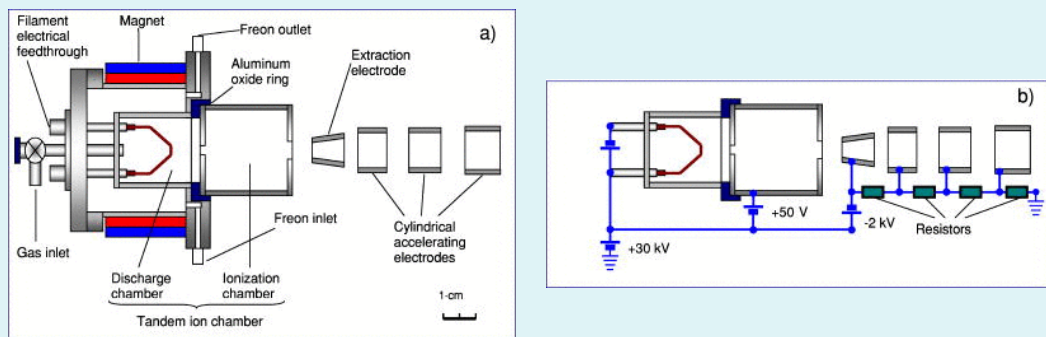 Filament
electrical
feedthrough
Magnet
Freon outlet
a)
Aluminum
oxide ring
Extraction
electrode
Gas inlet
Freon inlet
Cylindrical
accelerating
electrodes
Discharge
chamber
Ionization
chamber
1-cm
Tandem ion chamber
b)
+50 V
-2 kV
Resistors
+30 kV